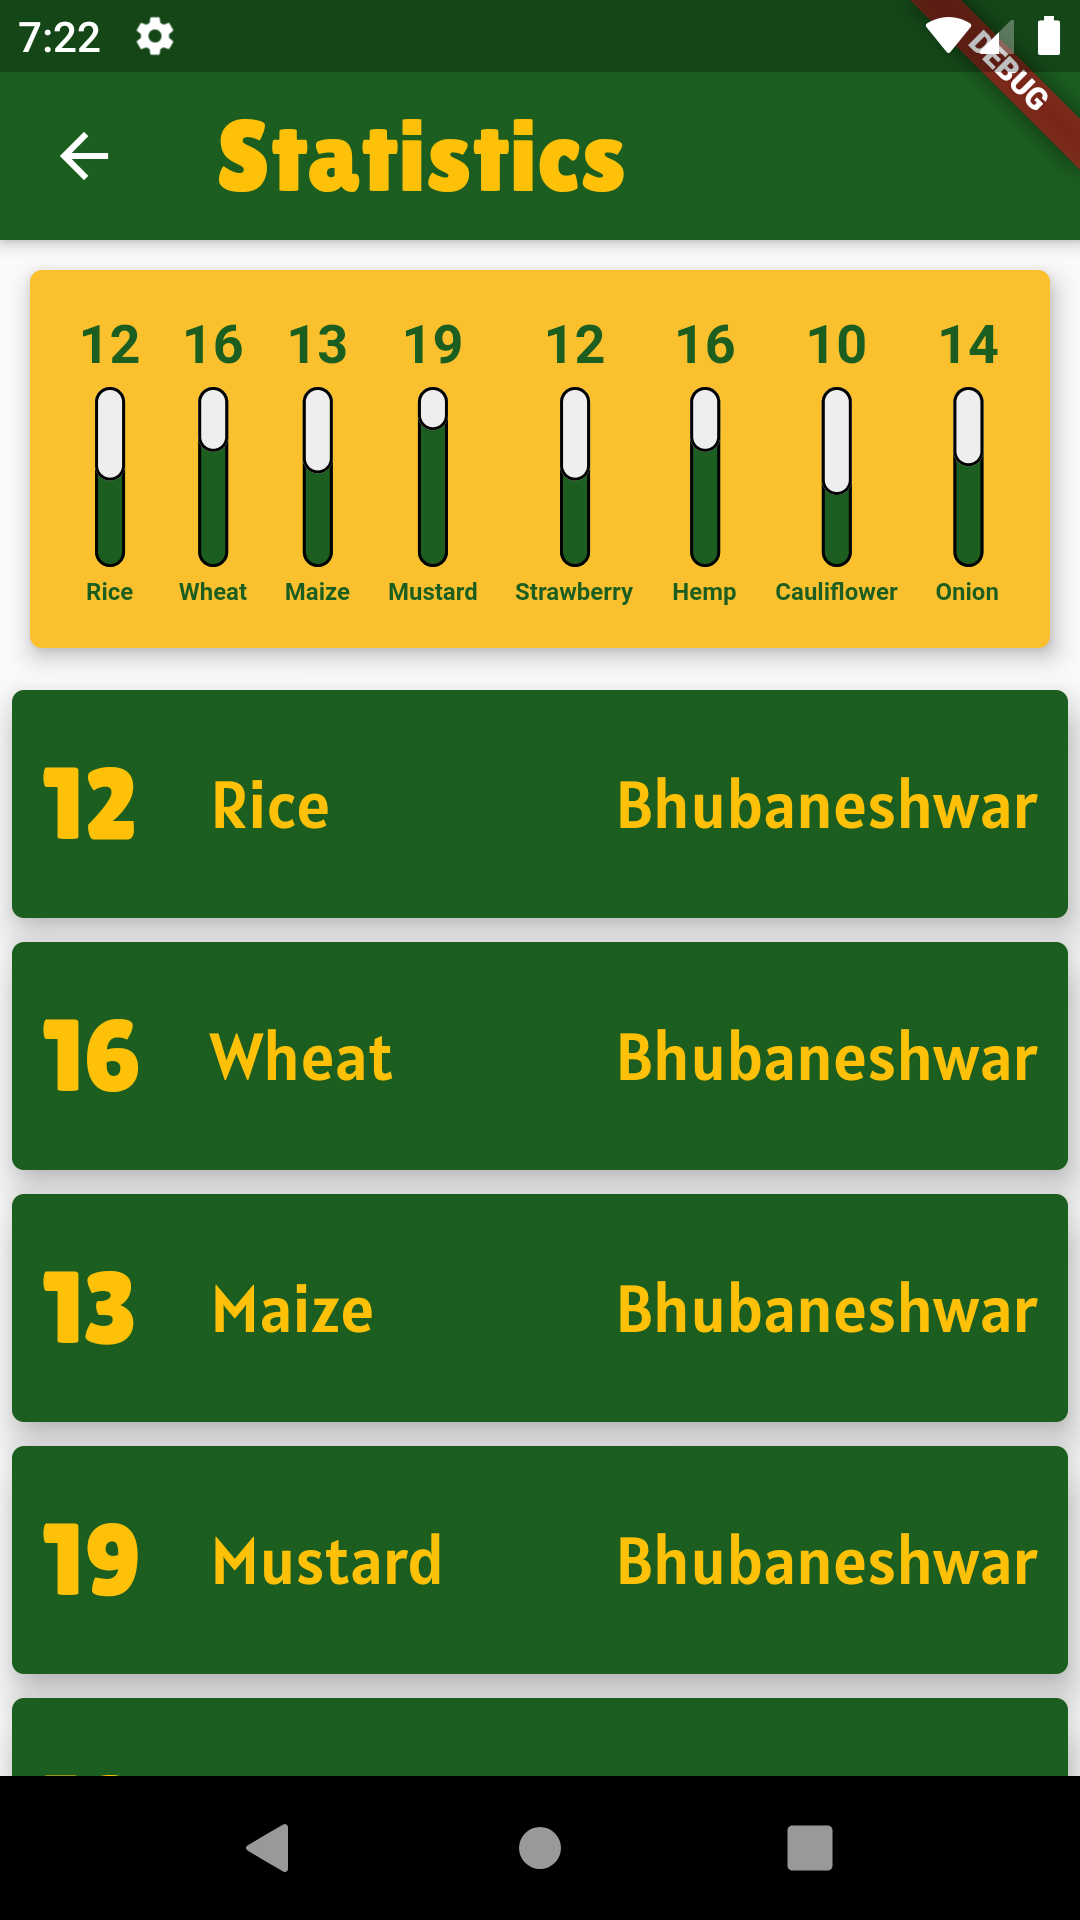 7:22
DEBUG
Statistics
12 16 13 19 12 16 10 14
Rice Wheat Maize Mustard Strawberry Hemp Cauliflower Onion
12 Rice Bhubaneshwar
16 Wheat Bhubaneshwar
13 Maize Bhubaneshwar
19 Mustard Bhubaneshwar